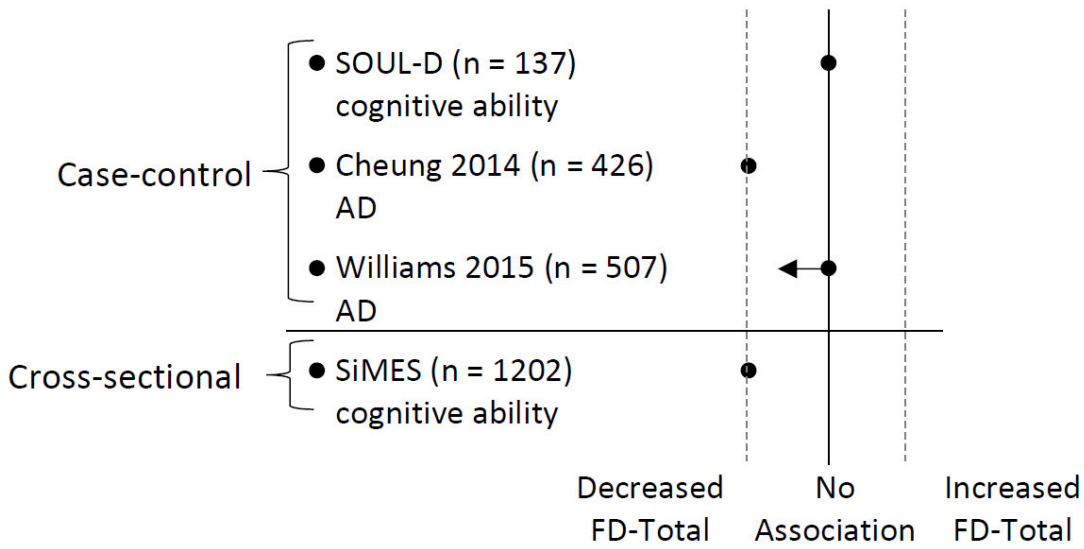 SOUL-D (n = 137)
cognitive ability
Case-control
Cheung 2014 (n = 426)
AD
Williams 2015 (n = 507)
AD
Cross-sectional
SiMES (n = 1202)
cognitive ability
Decreased
FD-Total
No
Association
Increased
FD-Total